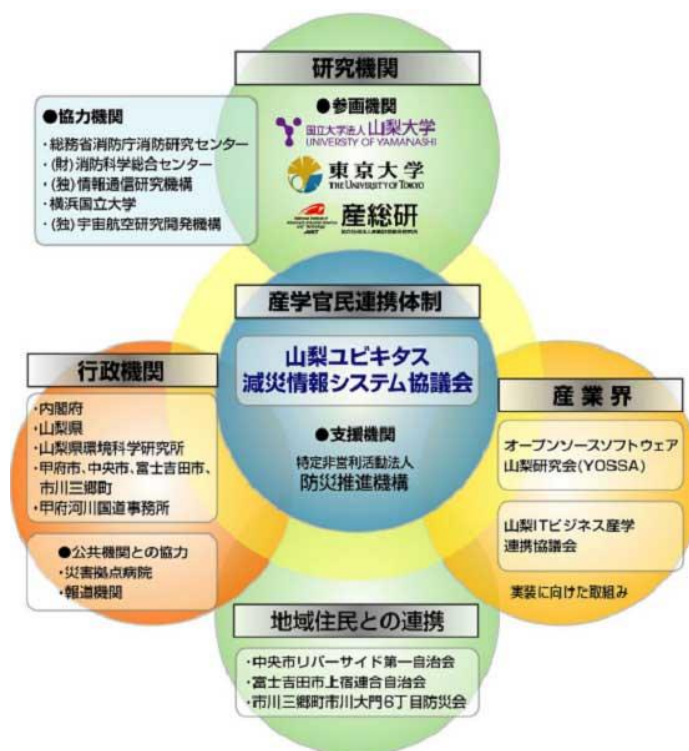 研究機関
●参画機関
国立大学法人 山梨大学
UNIVERSITY OF YAMANASHI
東京大学
THE UNIVERSITY OF TOKYO
産総研
●協力機関
・総務省消防庁消防研究センター
・(財)消防科学総合センター
・(独)情報通信研究機構
・横浜国立大学
・(独)宇宙航空研究開発機構
産学官民連携体制
山梨ユビキタス
減災情報システム協議会
●支援機関
特定非営利活動法人
防災推進機構
行政機関
・内閣府
・山梨県
・山梨県環境科学研究所
・甲府市、中央市、富士吉田市、
市川三郷町
・甲府河川国道事務所
●公共機関との協力
・災害拠点病院
・報道機関
産業界
オープンソースソフトウェア
山梨研究会(YOSSA)
山梨ITビジネス産学
連携協議会
実装に向けた取組み
地域住民との連携
・中央市リバーサイド第一自治会
・富士吉田市上宿連合自治会
・市川三郷町市川大門6丁目防災会